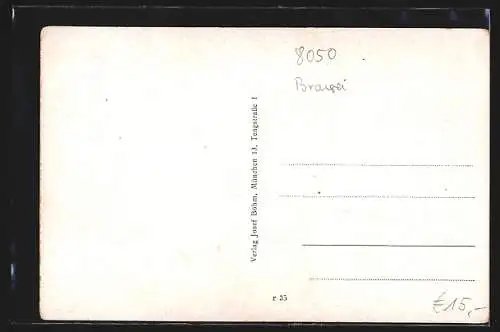 8050
Brauerei
Verlag Josef Böhm, München 13, Tengstraße 1
F 35
€15,-